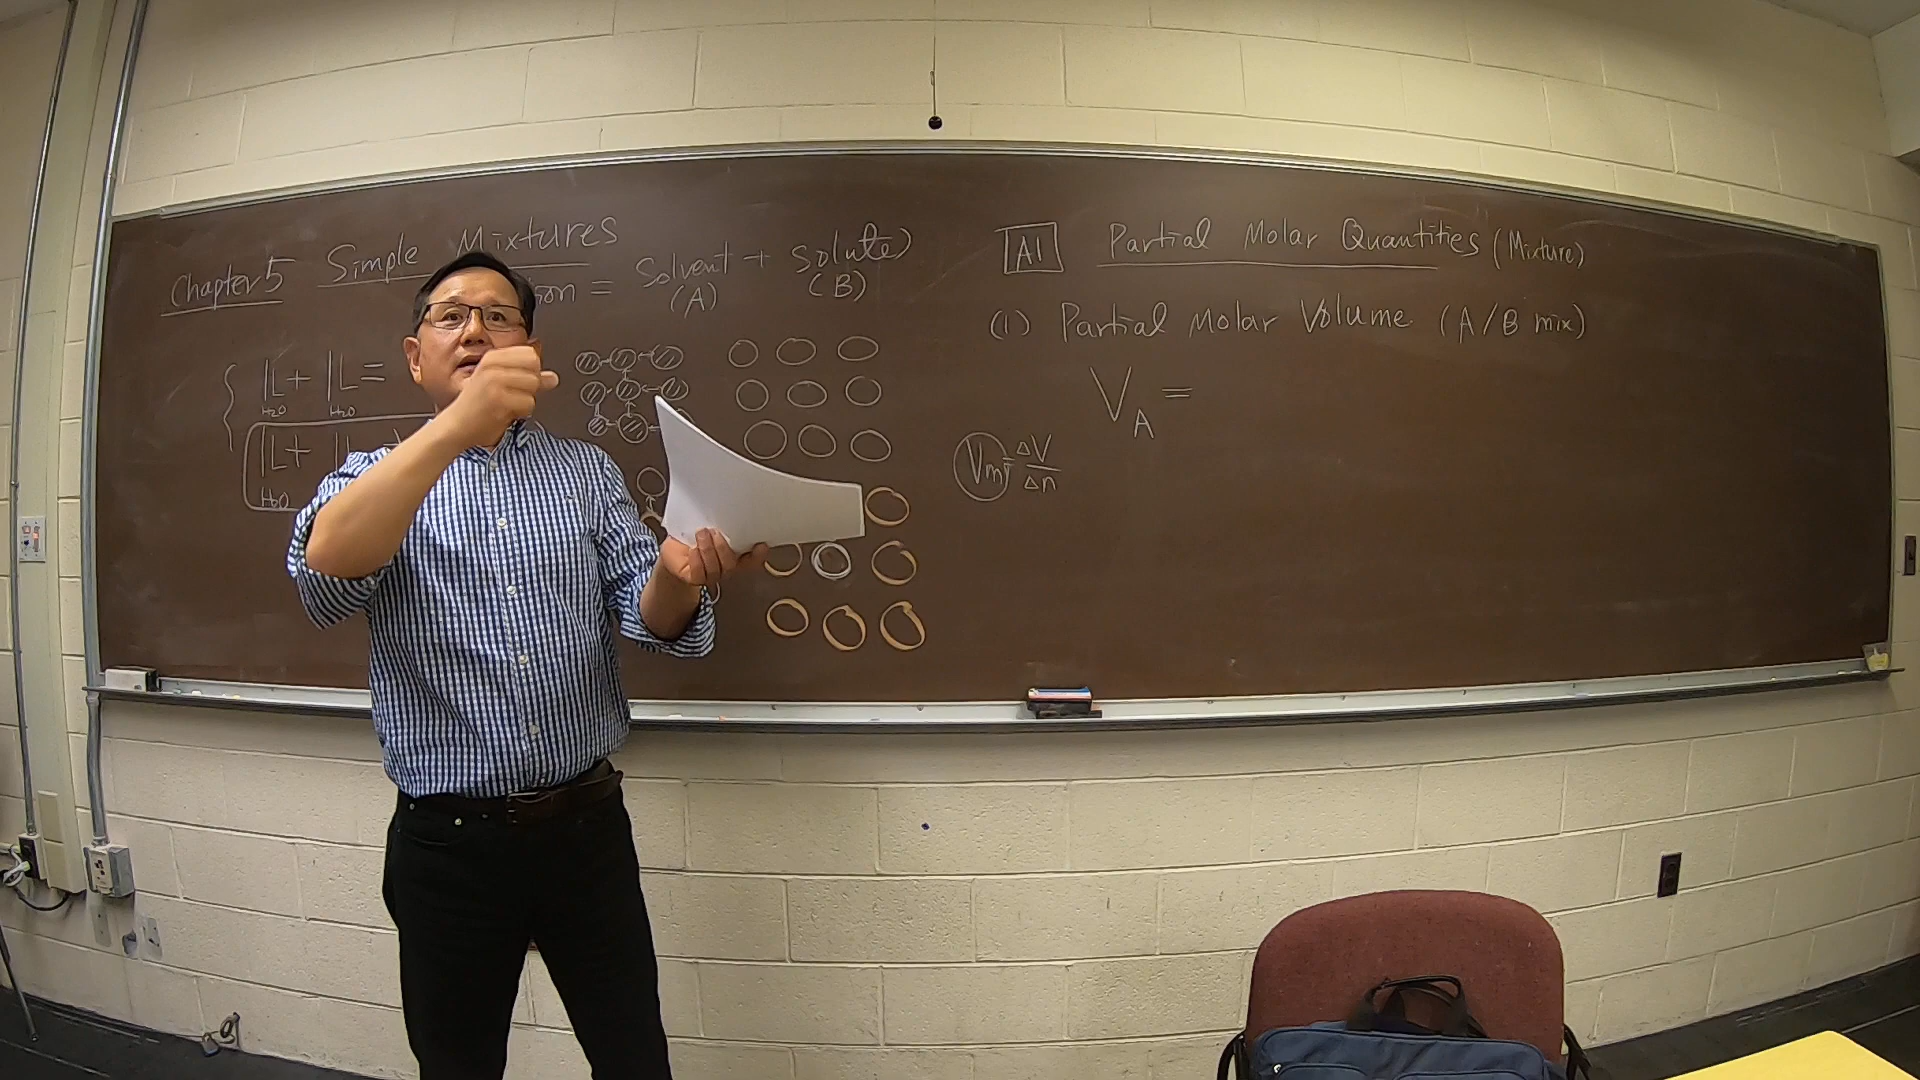 Chapter 5 Simple Mixtures
= Solvent + Solute)
(A) (B)
1L + 1L =
H2O H2O
1L + 1L
H2O
A1 Partial Molar Quantities (Mixture)
(1) Partial Molar Volume (A/B mix)
VA =
Vm = ΔV/Δn